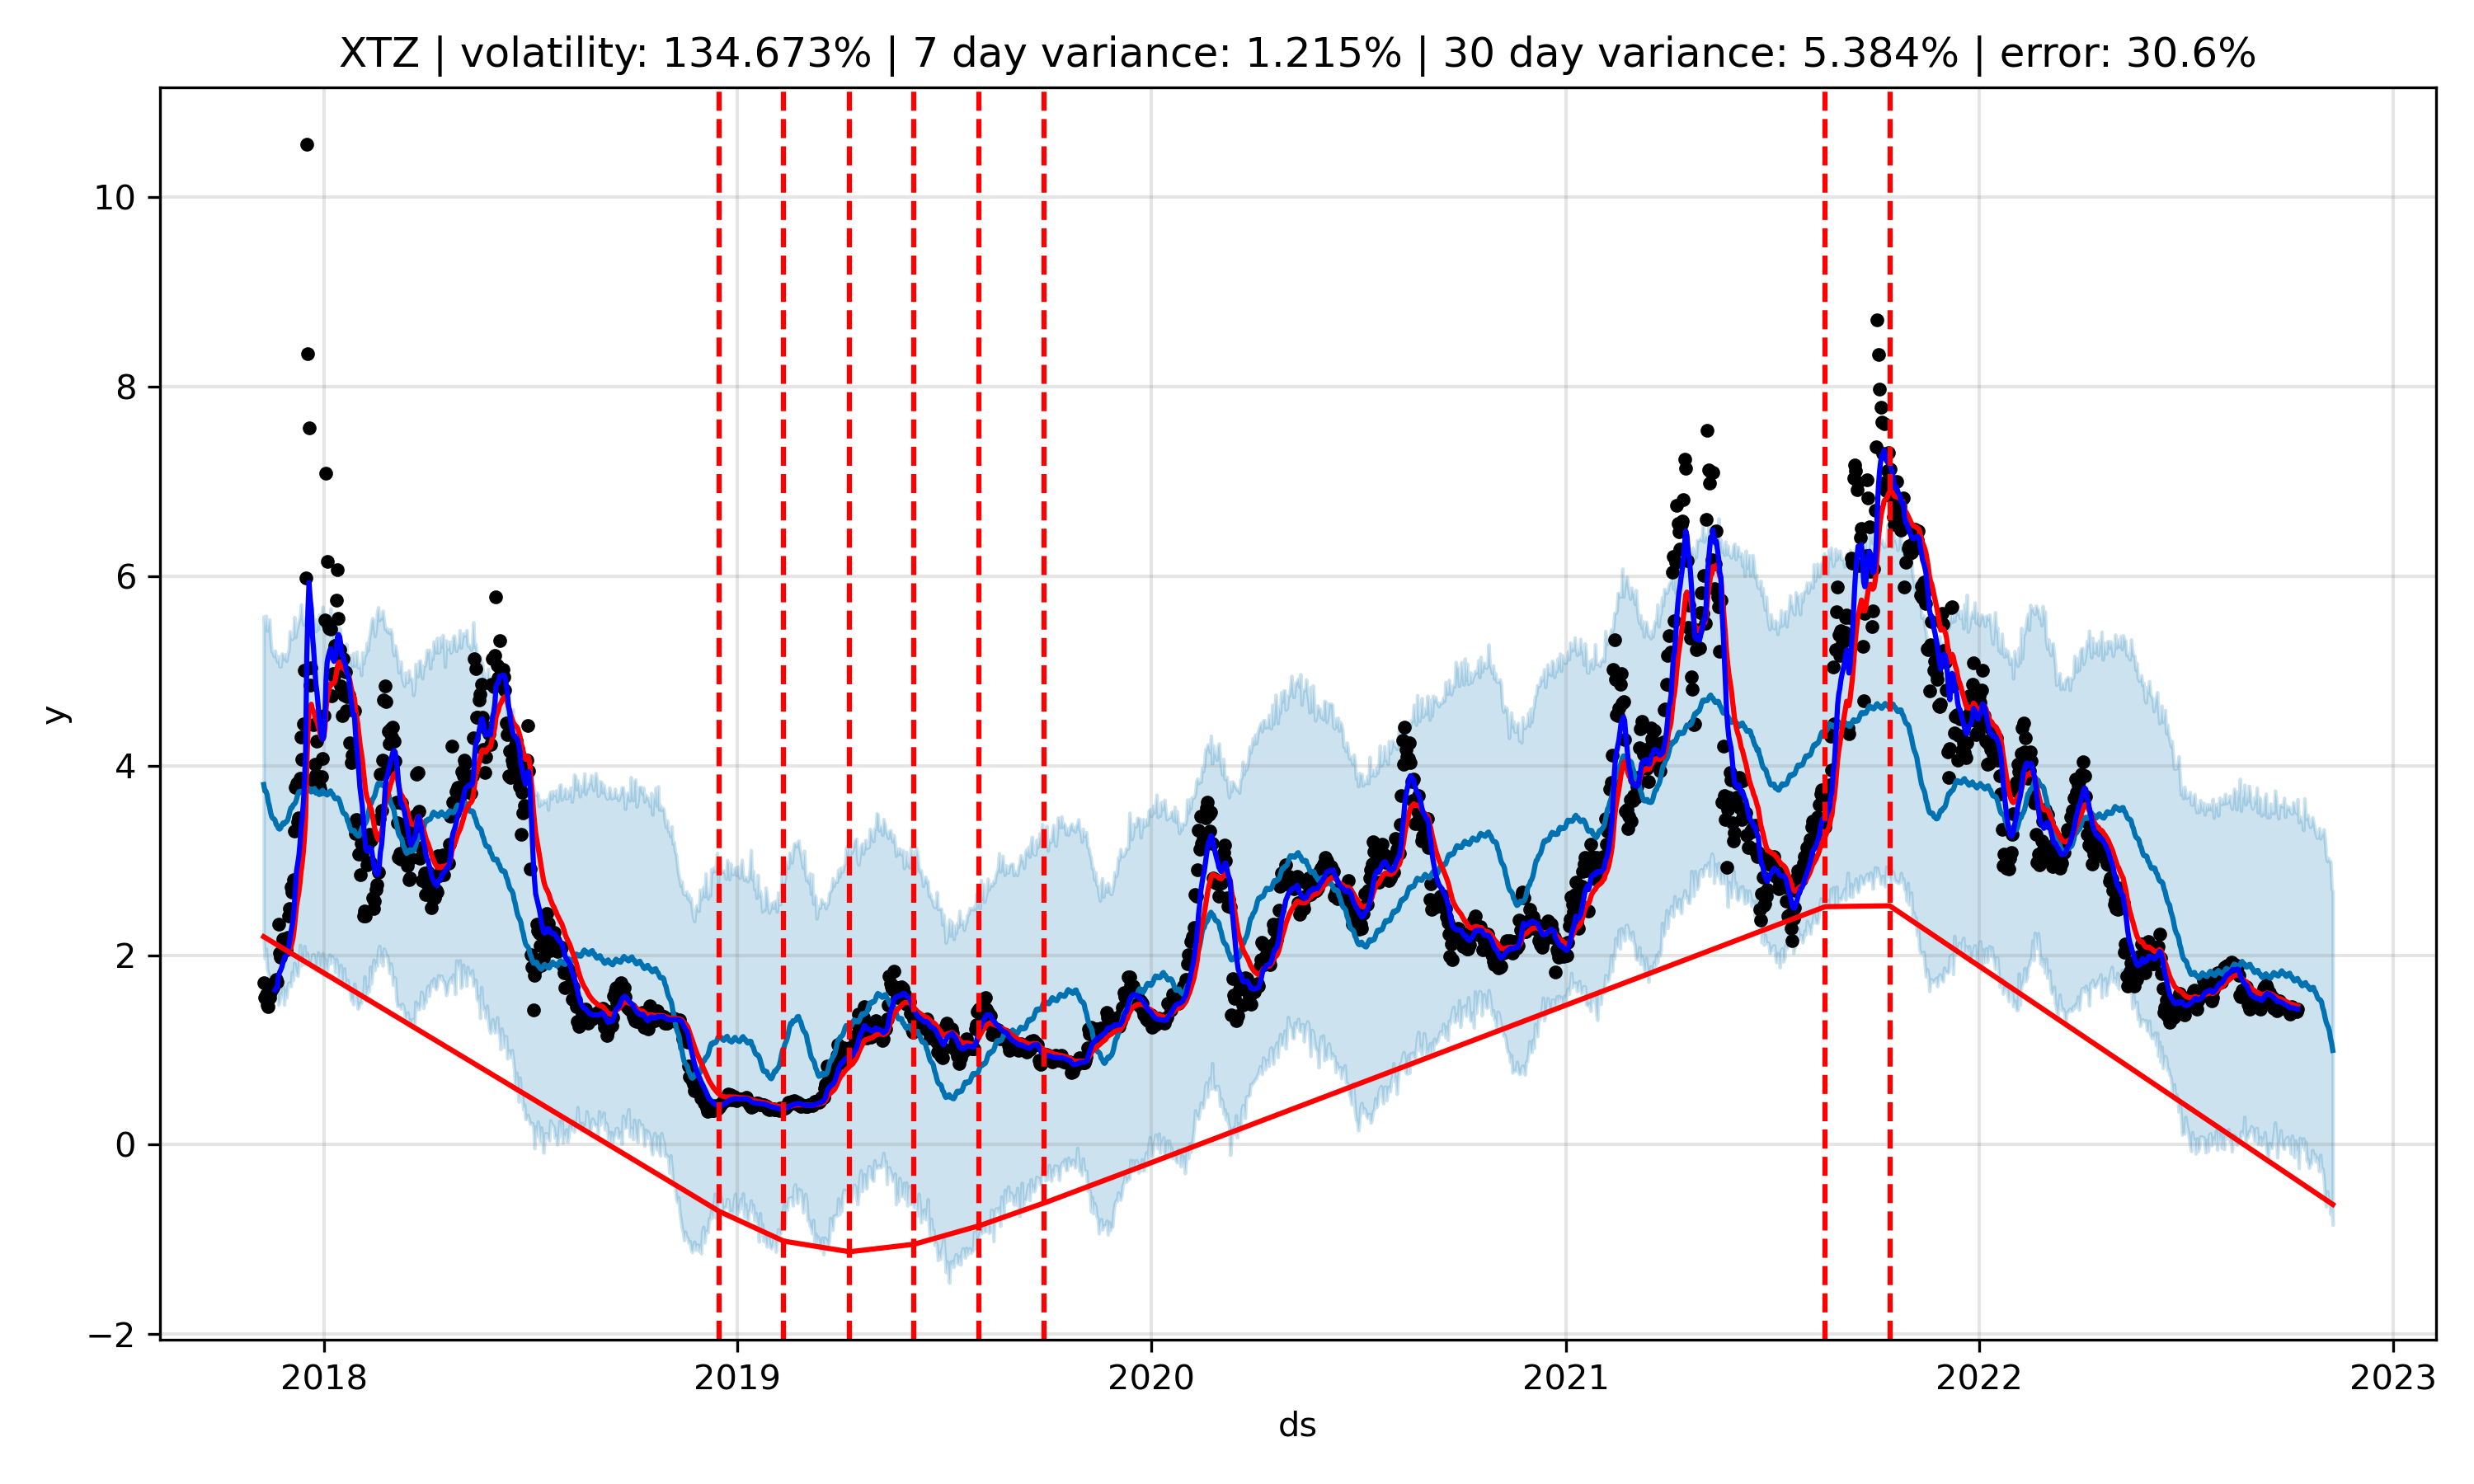 XTZ | volatility: 134.673% | 7 day variance: 1.215% | 30 day variance: 5.384% | error: 30.6%
10
8
6
4
2
0
−2
y
2018 2019 2020 2021 2022 2023
ds